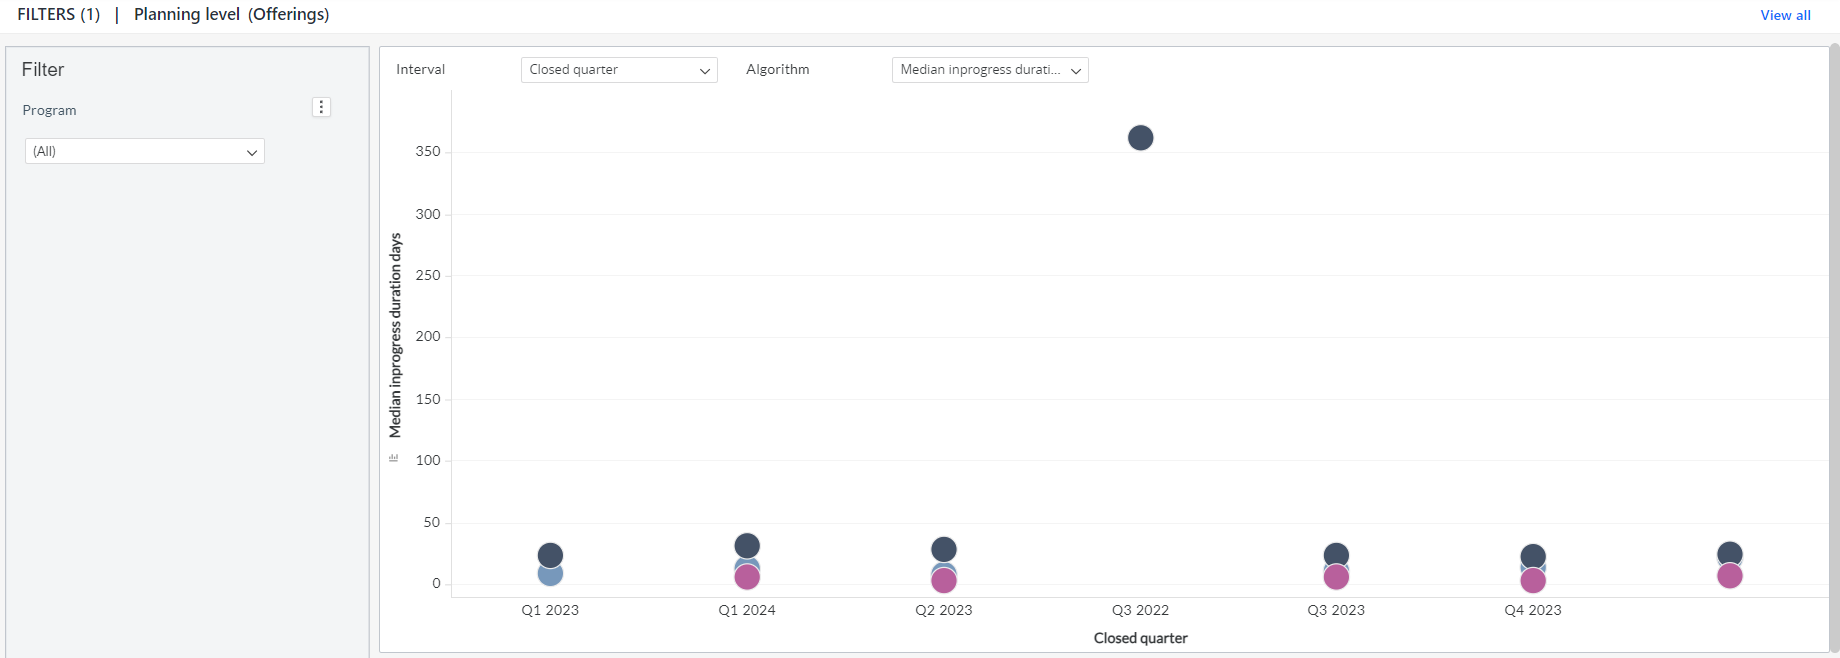 FILTERS (1) | Planning level (Offerings)
View all
Filter
Program
(All)
Interval
Closed quarter
Algorithm
Median inprogress durati...
Median inprogress duration days
350
300
250
200
150
100
50
0
Q1 2023
Q1 2024
Q2 2023
Q3 2022
Q3 2023
Q4 2023
Closed quarter